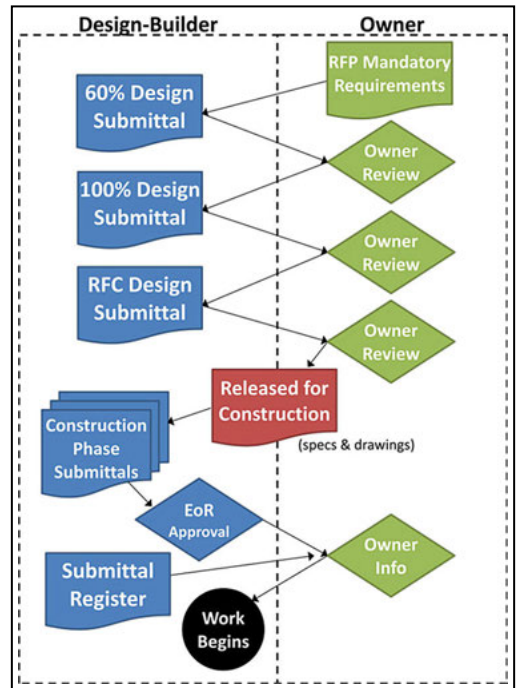 Design-Builder
Owner
RFP Mandatory
Requirements
60% Design
Submittal
Owner
Review
100% Design
Submittal
Owner
Review
RFC Design
Submittal
Owner
Review
Released for
Construction
(specs & drawings)
Construction
Phase
Submittals
EoR
Approval
Submittal
Register
Owner
Info
Work
Begins